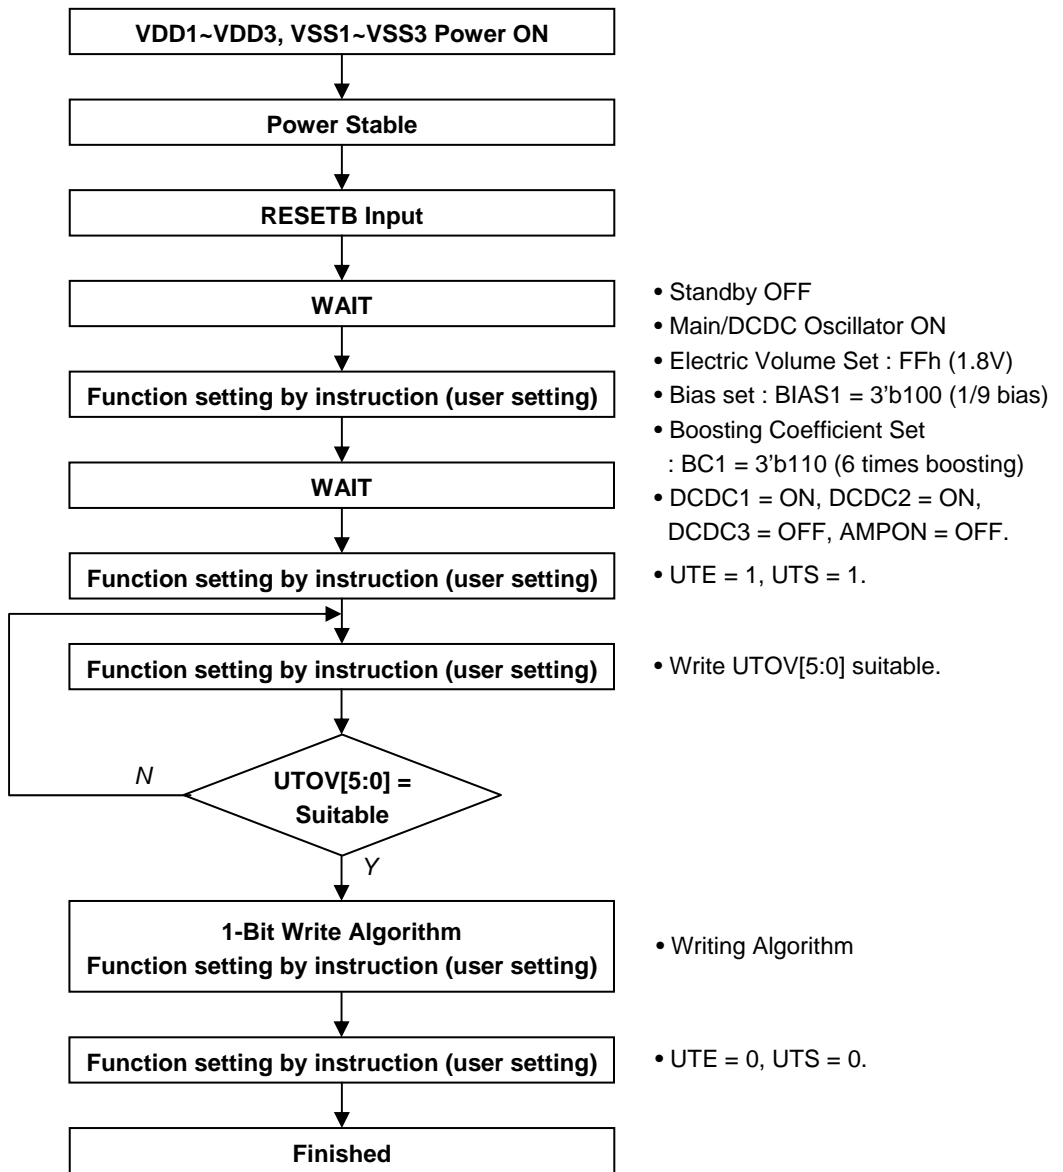 VDD1~VDD3, VSS1~VSS3 Power ON
Power Stable
RESETB Input
WAIT
• Standby OFF
• Main/DCDC Oscillator ON
• Electric Volume Set : FFh (1.8V)
Function setting by instruction (user setting)
• Bias set : BIAS1 = 3’b100 (1/9 bias)
• Boosting Coefficient Set
: BC1 = 3’b110 (6 times boosting)
WAIT
• DCDC1 = ON, DCDC2 = ON,
DCDC3 = OFF, AMPON = OFF.
Function setting by instruction (user setting)
• UTE = 1, UTS = 1.
Function setting by instruction (user setting)
• Write UTOV[5:0] suitable.
N
UTOV[5:0] =
Suitable
Y
1-Bit Write Algorithm
Function setting by instruction (user setting)
• Writing Algorithm
Function setting by instruction (user setting)
• UTE = 0, UTS = 0.
Finished